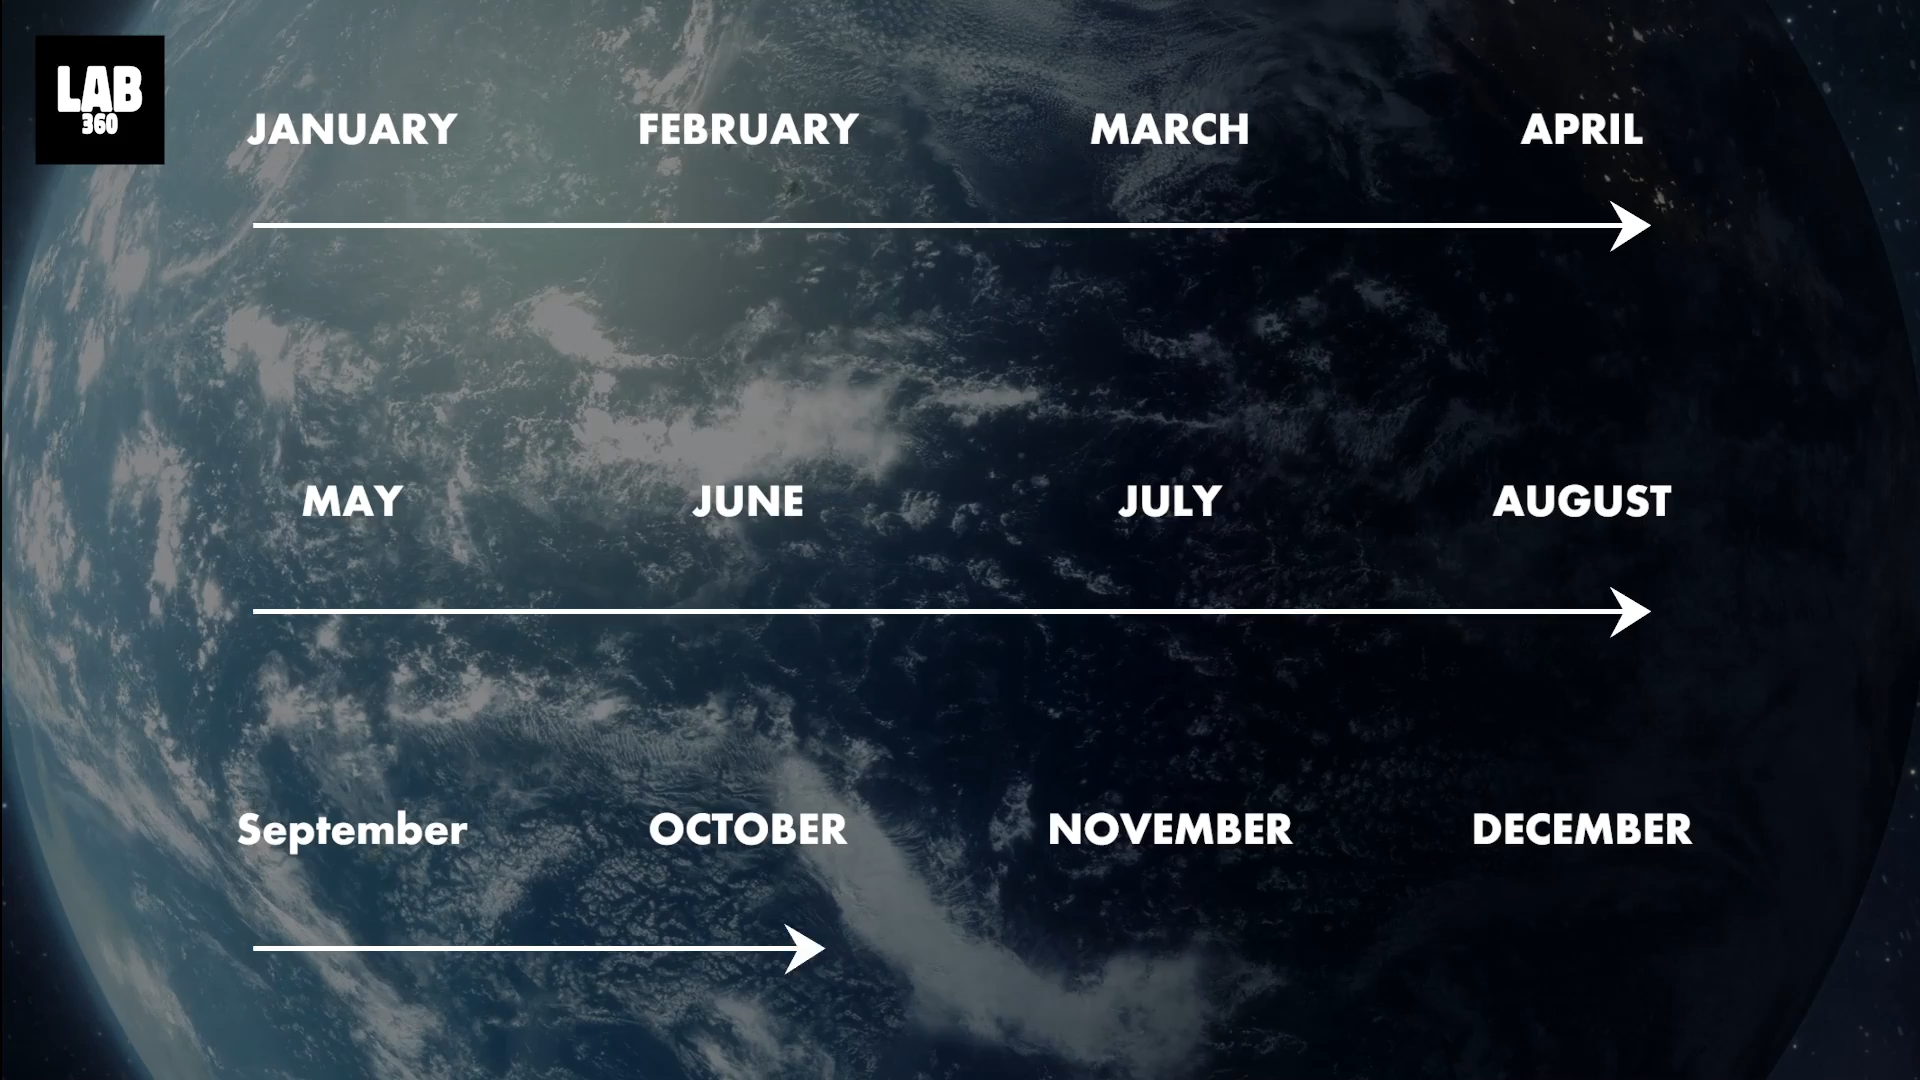 LAB
360
JANUARY FEBRUARY MARCH APRIL
MAY JUNE JULY AUGUST
September OCTOBER NOVEMBER DECEMBER